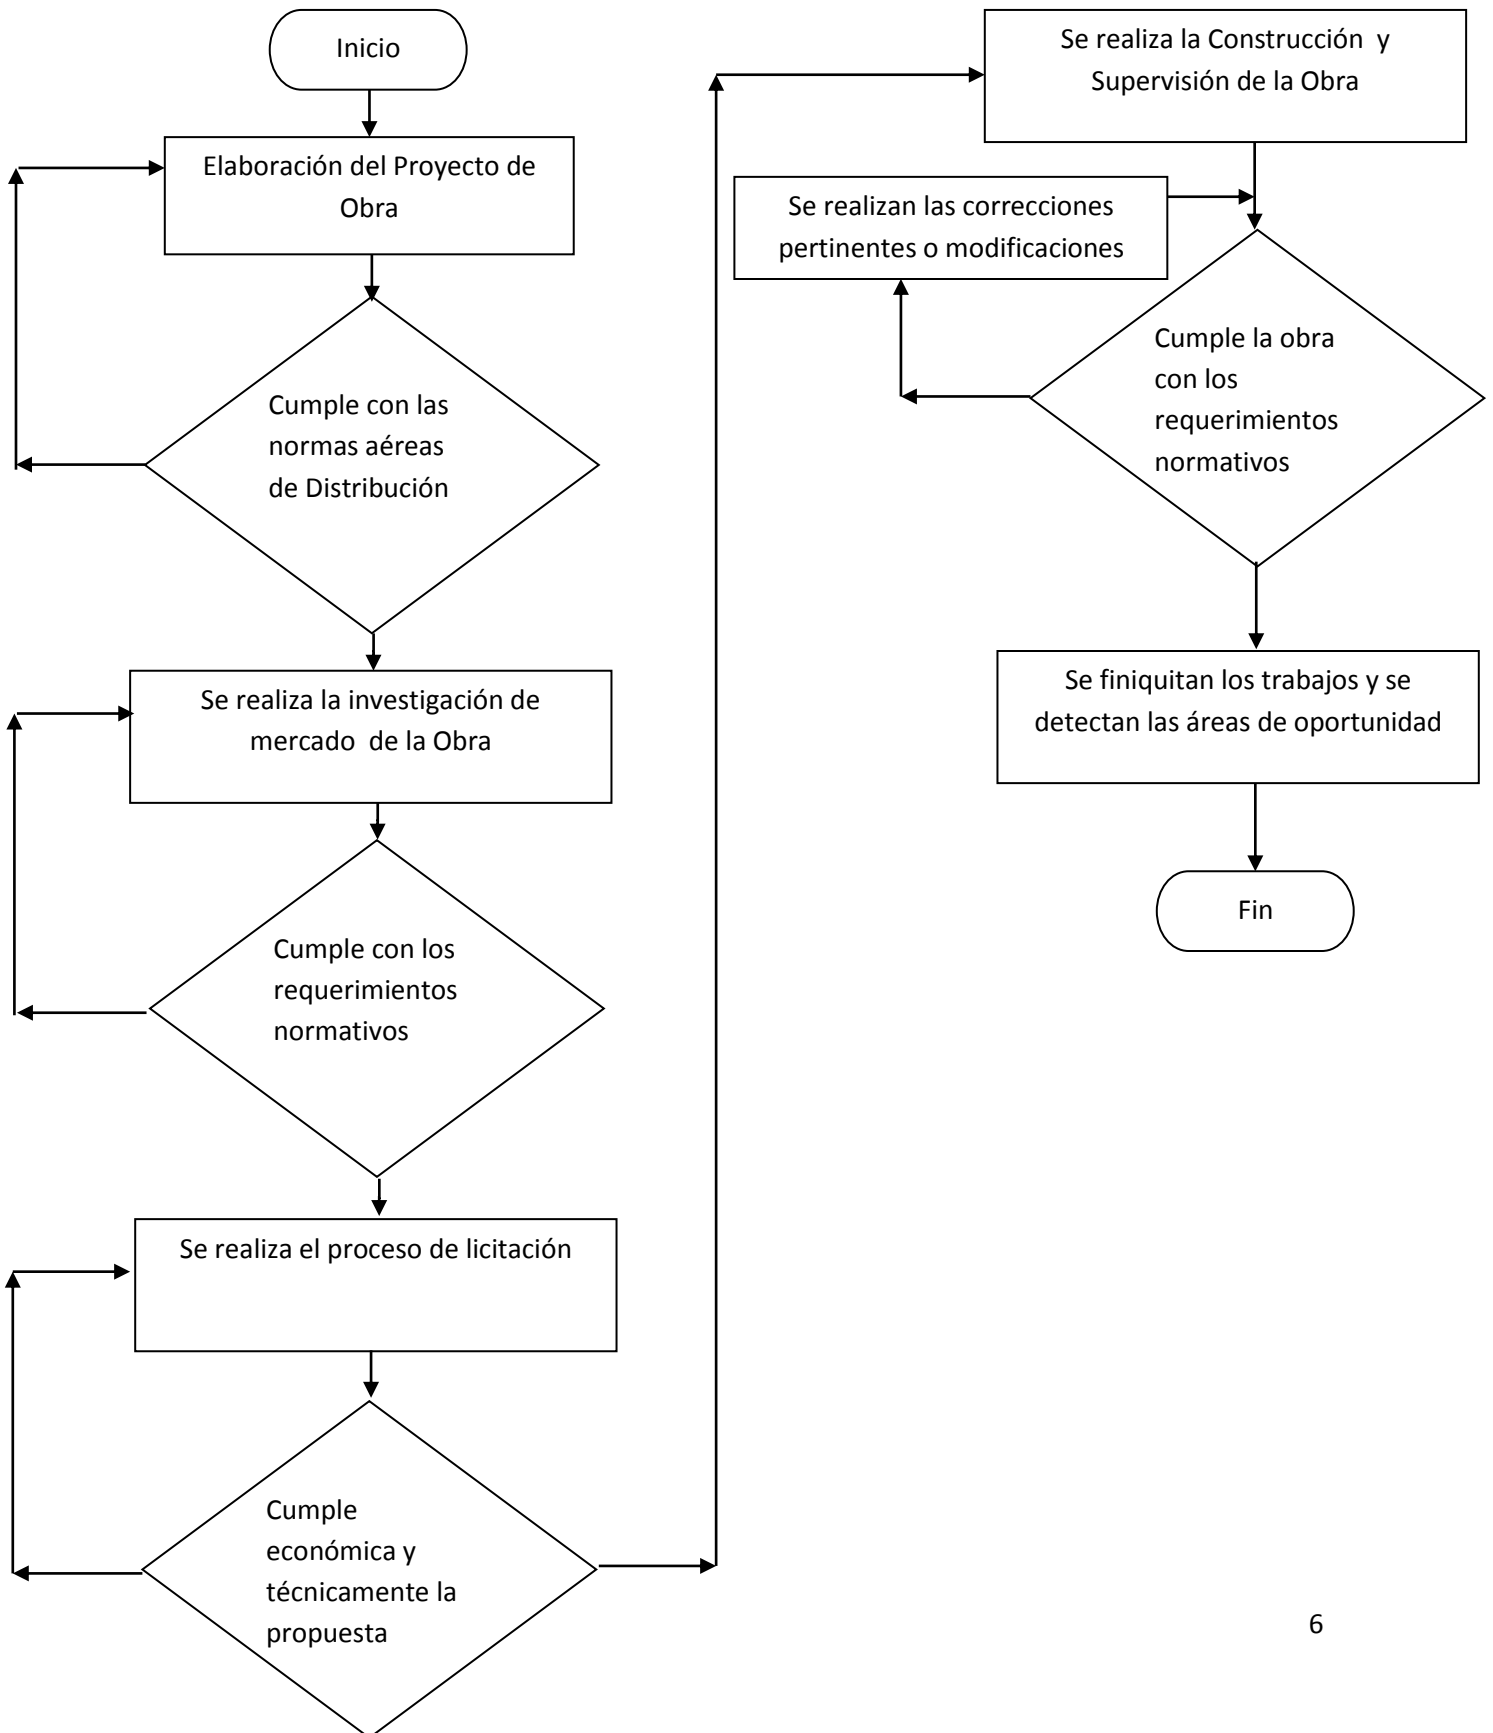 Inicio
Elaboración del Proyecto de
Obra
Cumple con las
normas aéreas
de Distribución
Se realiza la investigación de
mercado de la Obra
Cumple con los
requerimientos
normativos
Se realiza el proceso de licitación
Cumple
económica y
técnicamente la
propuesta
Se realiza la Construcción y
Supervisión de la Obra
Se realizan las correcciones
pertinentes o modificaciones
Cumple la obra
con los
requerimientos
normativos
Se finiquitan los trabajos y se
detectan las áreas de oportunidad
Fin
6